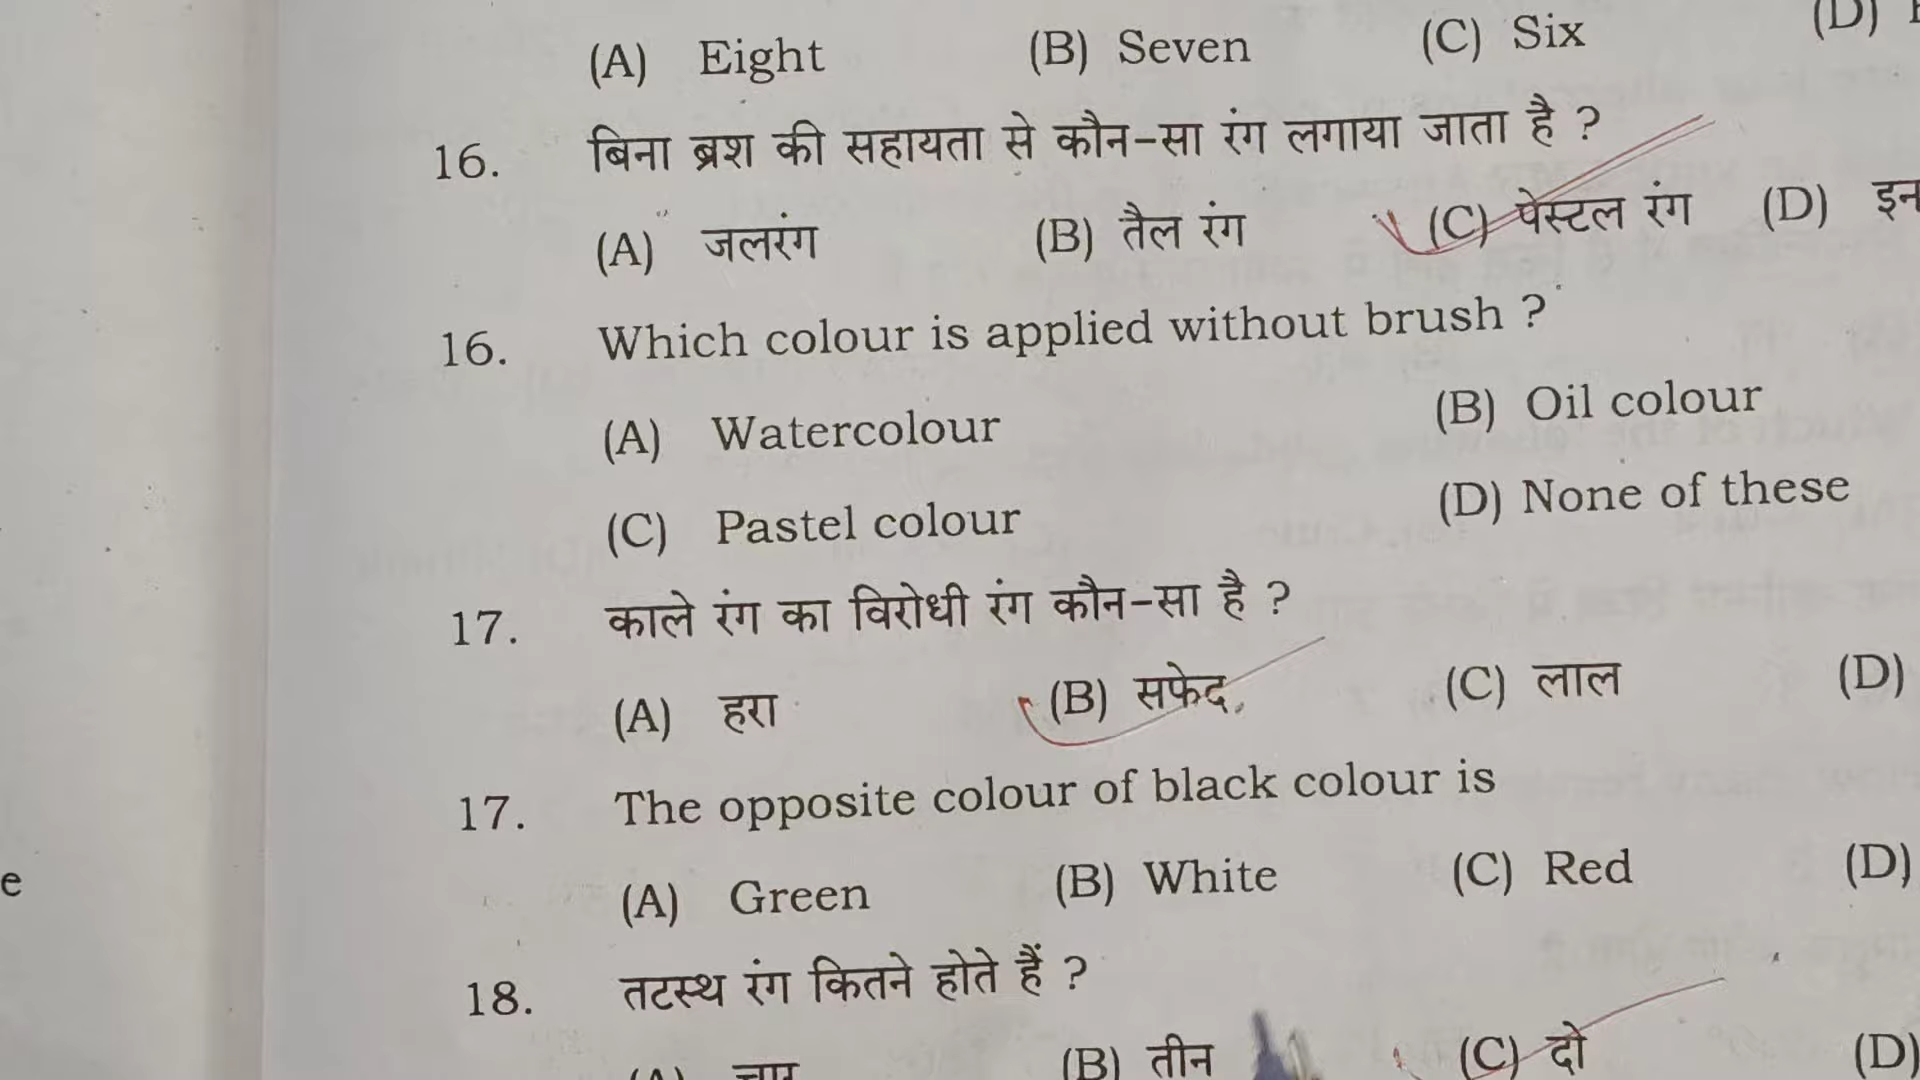 (A) Eight (B) Seven (C) Six (D)
16. बिना ब्रश की सहायता से कौन-सा रंग लगाया जाता है ?
(A) जलरंग (B) तैल रंग (C) पेस्टल रंग (D) इन
16. Which colour is applied without brush ?
(A) Watercolour (B) Oil colour
(C) Pastel colour (D) None of these
17. काले रंग का विरोधी रंग कौन-सा है ?
(A) हरा (B) सफेद (C) लाल (D)
17. The opposite colour of black colour is
e
(A) Green (B) White (C) Red (D)
18. तटस्थ रंग कितने होते हैं ?
(A) चार (B) तीन (C) दो (D)